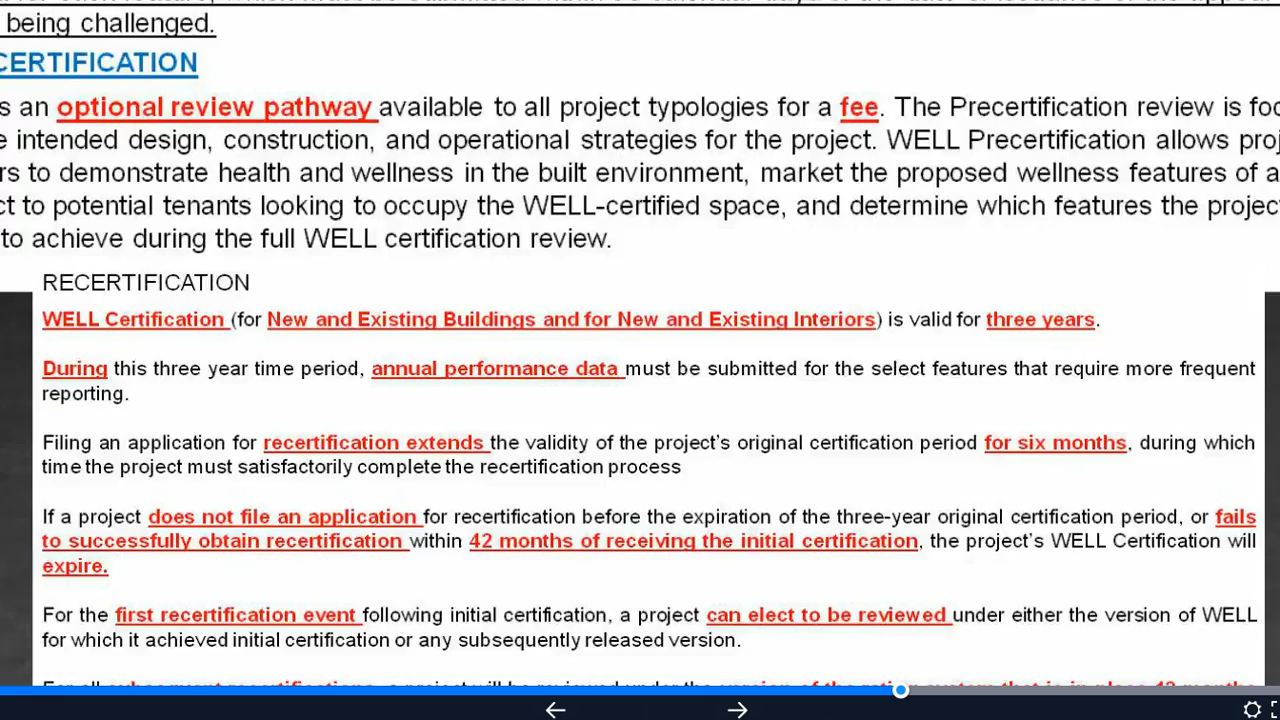 being challenged.
CERTIFICATION
s an optional review pathway available to all project typologies for a fee. The Precertification review is foc
e intended design, construction, and operational strategies for the project. WELL Precertification allows proj
rs to demonstrate health and wellness in the built environment, market the proposed wellness features of a
ct to potential tenants looking to occupy the WELL-certified space, and determine which features the project
to achieve during the full WELL certification review.
RECERTIFICATION
WELL Certification (for New and Existing Buildings and for New and Existing Interiors) is valid for three years.
During this three year time period, annual performance data must be submitted for the select features that require more frequent
reporting.
Filing an application for recertification extends the validity of the project's original certification period for six months, during which
time the project must satisfactorily complete the recertification process
If a project does not file an application for recertification before the expiration of the three-year original certification period, or fails
to successfully obtain recertification within 42 months of receiving the initial certification, the project's WELL Certification will
expire.
For the first recertification event following initial certification, a project can elect to be reviewed under either the version of WELL
for which it achieved initial certification or any subsequently released version.